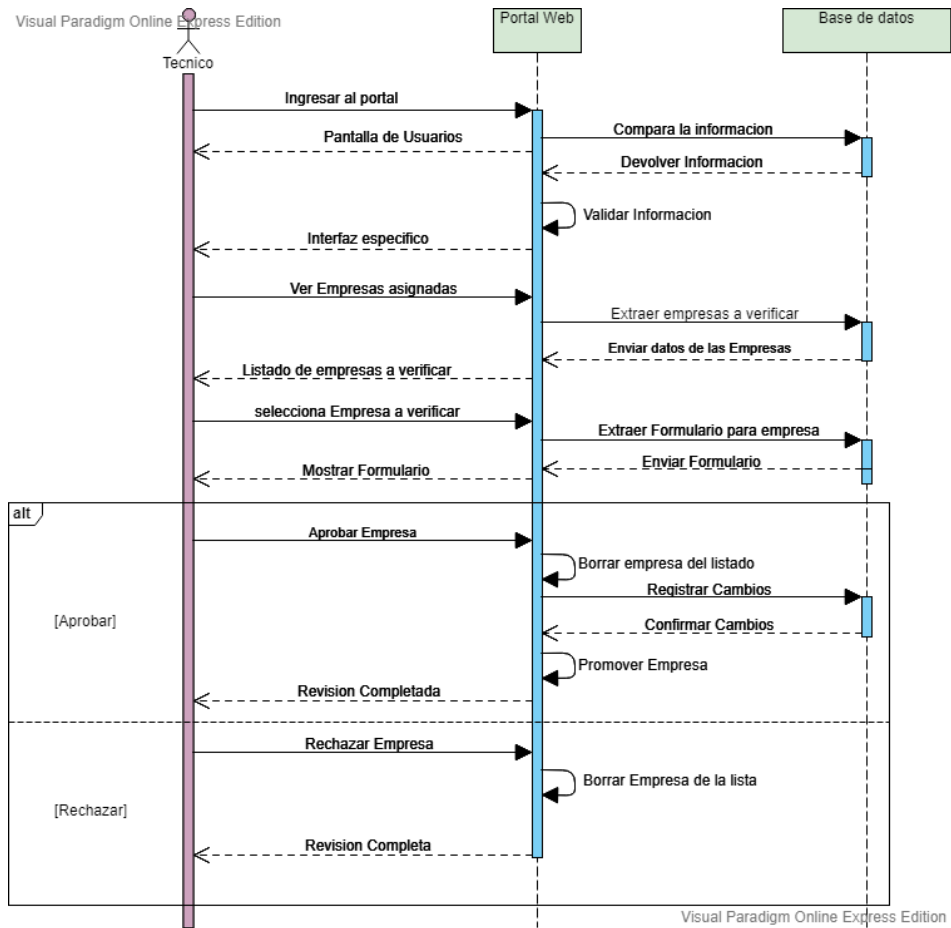 Visual Paradigm Online Express Edition
Portal Web
Base de datos
Tecnico
Ingresar al portal
Compara la informacion
Pantalla de Usuarios
Devolver Informacion
Validar Informacion
Interfaz especifico
Ver Empresas asignadas
Extraer empresas a verificar
Enviar datos de las Empresas
Listado de empresas a verificar
selecciona Empresa a verificar
Extraer Formulario para empresa
Enviar Formulario
Mostrar Formulario
alt
Aprobar Empresa
Borrar empresa del listado
Registrar Cambios
[Aprobar]
Confirmar Cambios
Promover Empresa
Revision Completada
Rechazar Empresa
Borrar Empresa de la lista
[Rechazar]
Revision Completa
Visual Paradigm Online Express Edition